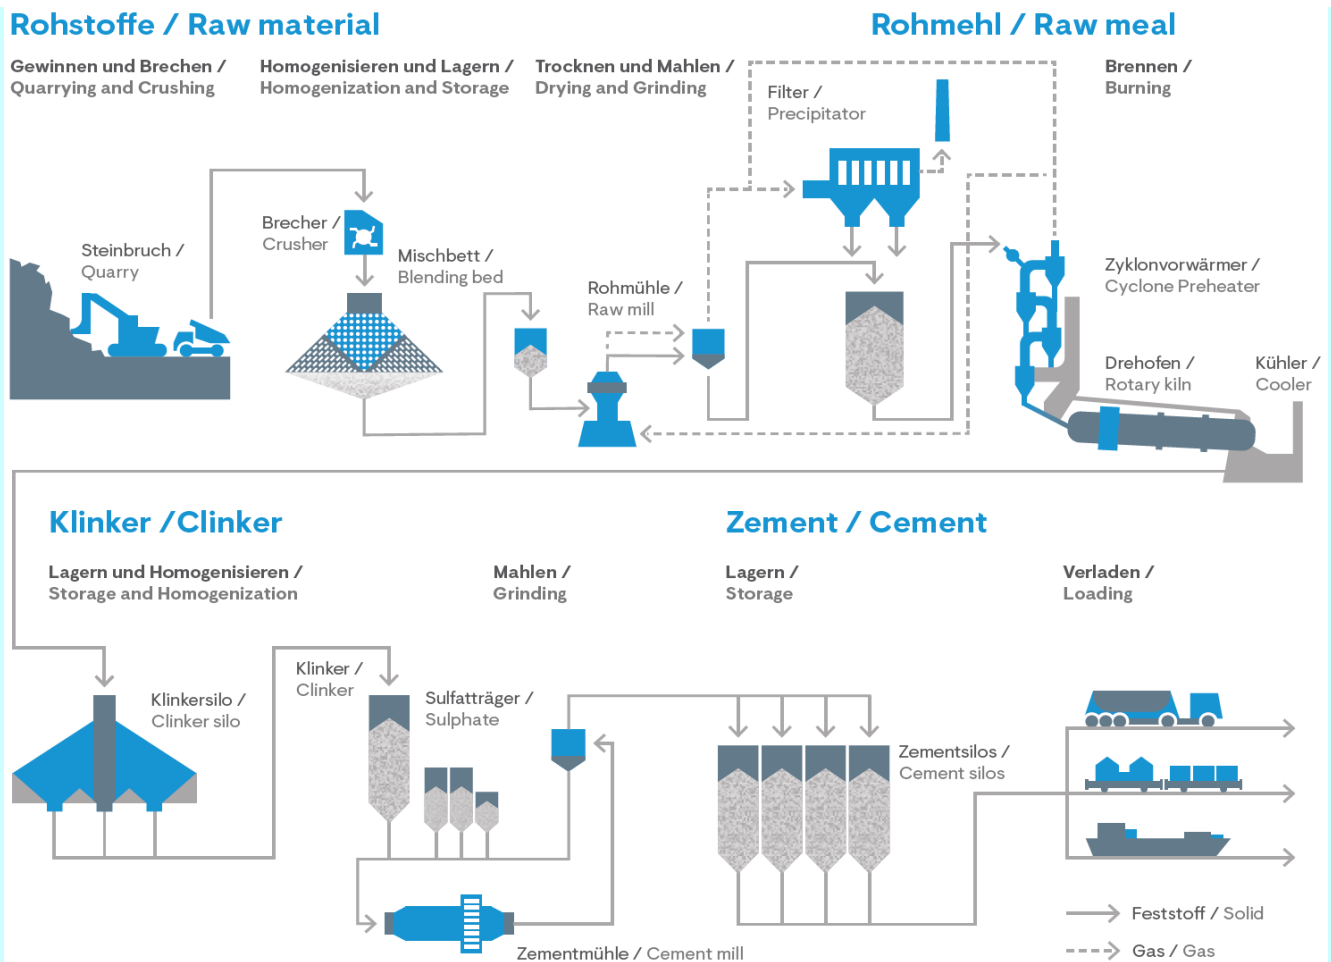 Rohstoffe / Raw material
Rohmehl / Raw meal
Gewinnen und Brechen /
Quarrying and Crushing
Homogenisieren und Lagern /
Homogenization and Storage
Trocknen und Mahlen /
Drying and Grinding
Brennen /
Burning
Filter /
Precipitator
Steinbruch /
Quarry
Brecher /
Crusher
Mischbett /
Blending bed
Rohmühle /
Raw mill
Zyklonvorwärmer /
Cyclone Preheater
Drehofen /
Rotary kiln
Kühler /
Cooler
Klinker /Clinker
Zement / Cement
Lagern und Homogenisieren /
Storage and Homogenization
Mahlen /
Grinding
Lagern /
Storage
Verladen /
Loading
Klinkersilo /
Clinker silo
Klinker /
Clinker
Sulfatträger /
Sulphate
Zementsilos /
Cement silos
Zementmühle / Cement mill
Feststoff / Solid
Gas / Gas